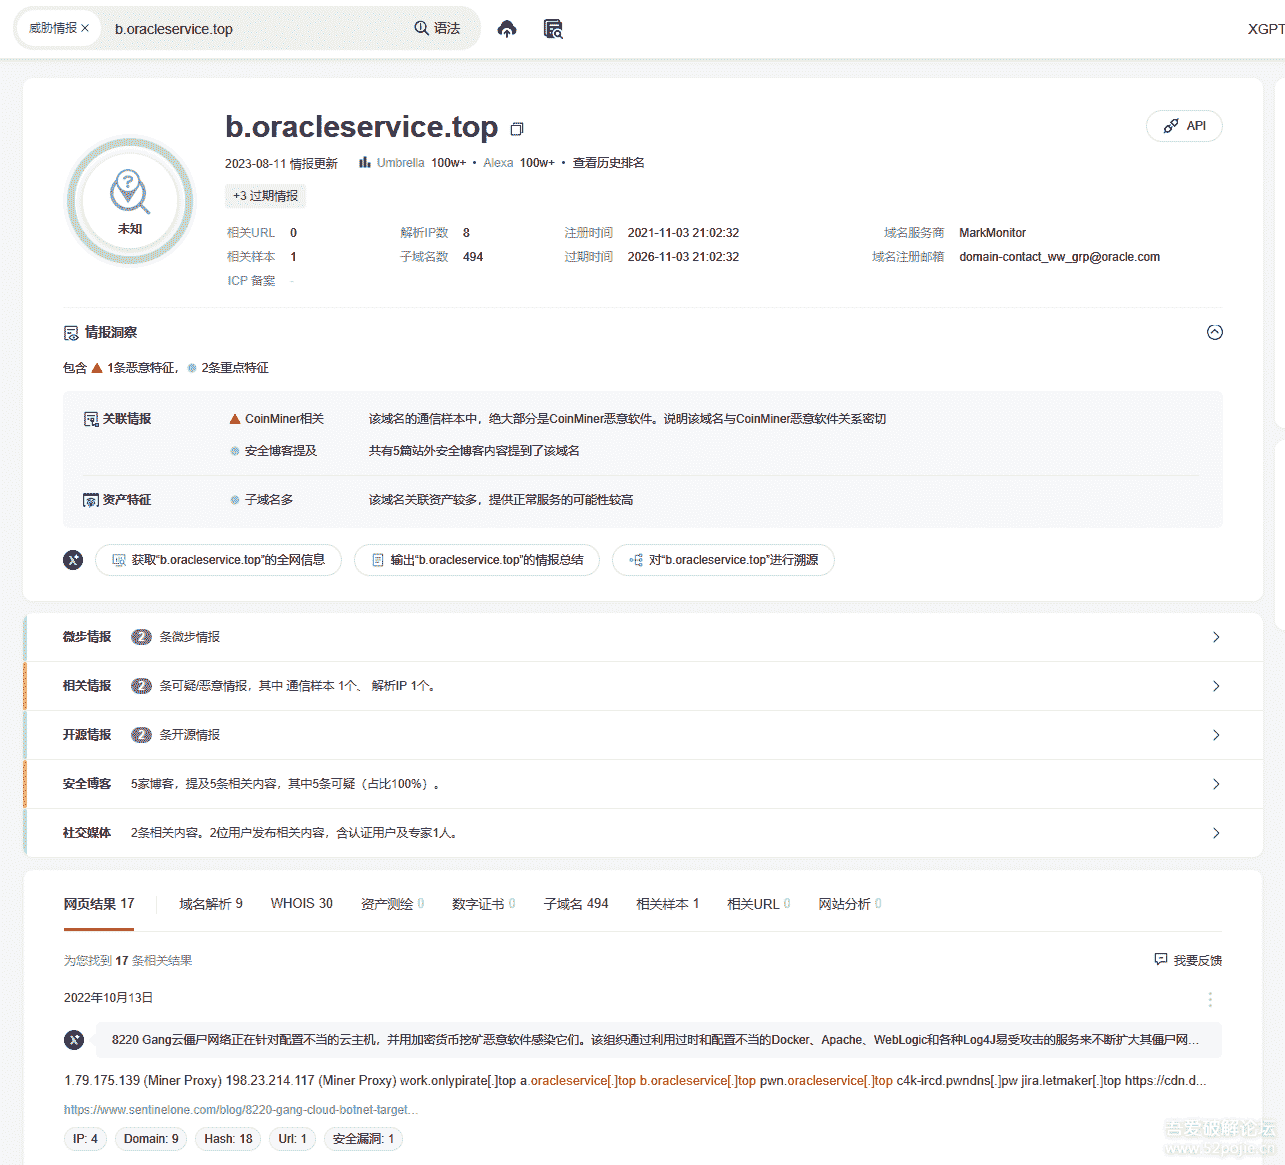 威胁情报 × b.oracleservice.top 语法 XGPT
b.oracleservice.top
API
2023-08-11 情报更新 Umbrella 100w+ • Alexa 100w+ • 查看历史排名
+3 过期情报
未知
相关URL 0 解析IP数 8 注册时间 2021-11-03 21:02:32 域名服务商 MarkMonitor
相关样本 1 子域名数 494 过期时间 2026-11-03 21:02:32 域名注册邮箱 domain-contact_ww_grp@oracle.com
ICP 备案 -
情报洞察
包含 1条恶意特征, 2条重点特征
关联情报 CoinMiner相关 该域名的通信样本中，绝大部分是CoinMiner恶意软件。说明该域名与CoinMiner恶意软件关系密切
安全博客提及 共有5篇站外安全博客内容提到了该域名
资产特征 子域名多 该域名关联资产较多，提供正常服务的可能性较高
获取“b.oracleservice.top”的全网信息 输出“b.oracleservice.top”的情报总结 对“b.oracleservice.top”进行溯源
微步情报 2 条微步情报
相关情报 2 条可疑/恶意情报，其中 通信样本 1个、 解析IP 1个。
开源情报 2 条开源情报
安全博客 5家博客，提及5条相关内容，其中5条可疑（占比100%）。
社交媒体 2条相关内容。2位用户发布相关内容，含认证用户及专家1人。
网页结果 17 域名解析 9 WHOIS 30 资产测绘 0 数字证书 0 子域名 494 相关样本 1 相关URL 0 网站分析 0
为您找到 17 条相关结果 我要反馈
2022年10月13日
8220 Gang云僵尸网络正在针对配置不当的云主机，并用加密货币挖矿恶意软件感染它们。该组织通过利用过时和配置不当的Docker、Apache、WebLogic和各种Log4J易受攻击的服务来不断扩大其僵尸网...
1.79.175.139 (Miner Proxy) 198.23.214.117 (Miner Proxy) work.onlypirate[.]top a.oracleservice[.]top b.oracleservice[.]top pwn.oracleservice[.]top c4k-ircd.pwndns[.]pw jira.letmaker[.]top https://cdn.d...
https://www.sentinelone.com/blog/8220-gang-cloud-botnet-target...
IP: 4 Domain: 9 Hash: 18 Url: 1 安全漏洞: 1
吾爱破解论坛
www.52pojie.cn